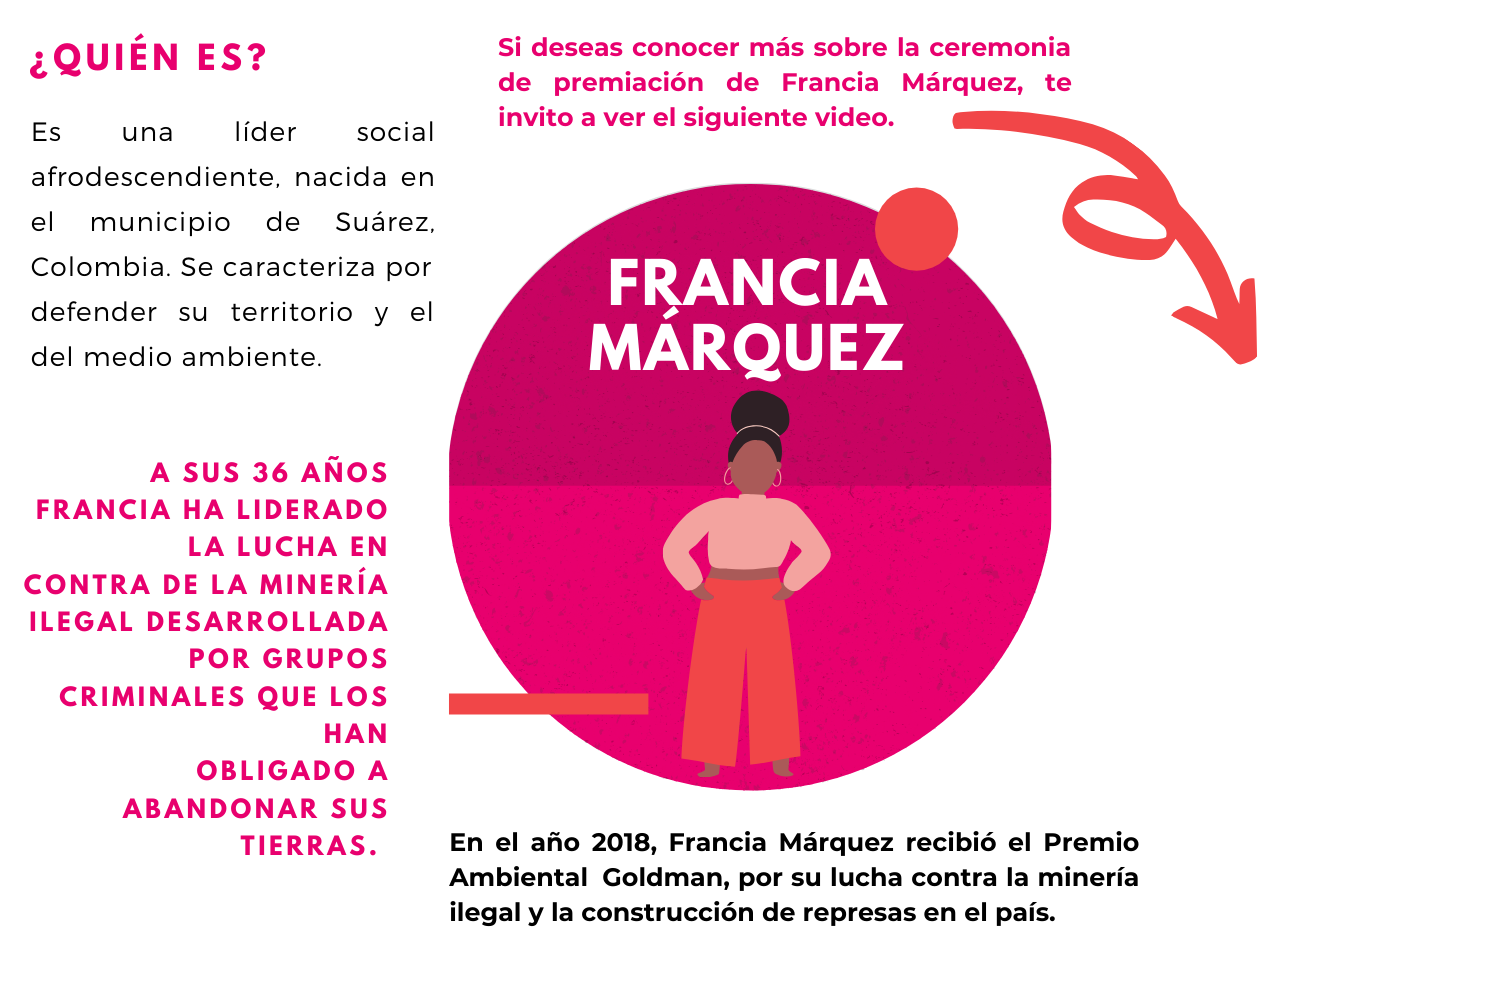 ¿QUIÉN ES?
Es una líder social
afrodescendiente, nacida en
el municipio de Suárez,
Colombia. Se caracteriza por
defender su territorio y el
del medio ambiente.
A SUS 36 AÑOS
FRANCIA HA LIDERADO
LA LUCHA EN
CONTRA DE LA MINERÍA
ILEGAL DESARROLLADA
POR GRUPOS
CRIMINALES QUE LOS
HAN
OBLIGADO A
ABANDONAR SUS
TIERRAS.
Si deseas conocer más sobre la ceremonia
de premiación de Francia Márquez, te
invito a ver el siguiente video.
FRANCIA
MÁRQUEZ
En el año 2018, Francia Márquez recibió el Premio
Ambiental Goldman, por su lucha contra la minería
ilegal y la construcción de represas en el país.